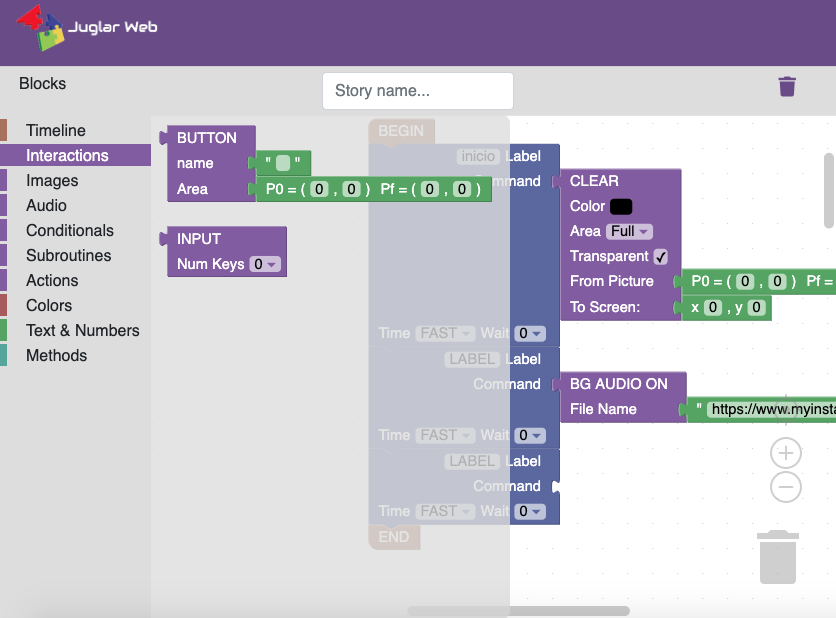 Juglar Web
Blocks
Story name...
Timeline
Interactions
Images
Audio
Conditionals
Subroutines
Actions
Colors
Text & Numbers
Methods
BUTTON
name " "
Area P0 = ( 0 , 0 ) Pf = ( 0 , 0 )
INPUT
Num Keys 0
BEGIN
inicio Label
mmand
CLEAR
Color
Area Full
Transparent ✓
From Picture P0 = ( 0 , 0 ) Pf =
To Screen: x 0 , y 0
Time FAST Wait 0
LABEL Label
Command
BG AUDIO ON
File Name " https://www.myinsta
Time FAST Wait 0
LABEL Label
Command
Time FAST Wait 0
END